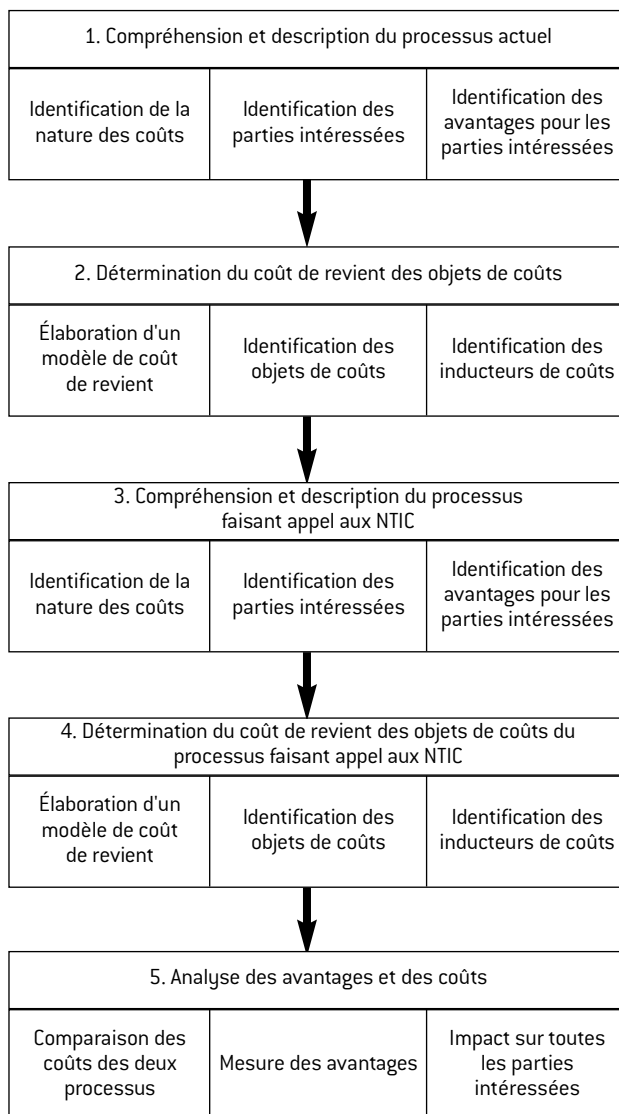 1. Compréhension et description du processus actuel
Identification de la
nature des coûts
Identification des
parties intéressées
Identification des
avantages pour les
parties intéressées
2. Détermination du coût de revient des objets de coûts
Élaboration d'un
modèle de coût
de revient
Identification des
objets de coûts
Identification des
inducteurs de coûts
3. Compréhension et description du processus
faisant appel aux NTIC
Identification de la
nature des coûts
Identification des
parties intéressées
Identification des
avantages pour les
parties intéressées
4. Détermination du coût de revient des objets de coûts du
processus faisant appel aux NTIC
Élaboration d'un
modèle de coût
de revient
Identification des
objets de coûts
Identification des
inducteurs de coûts
5. Analyse des avantages et des coûts
Comparaison des
coûts des deux
processus
Mesure des avantages
Impact sur toutes
les parties
intéressées